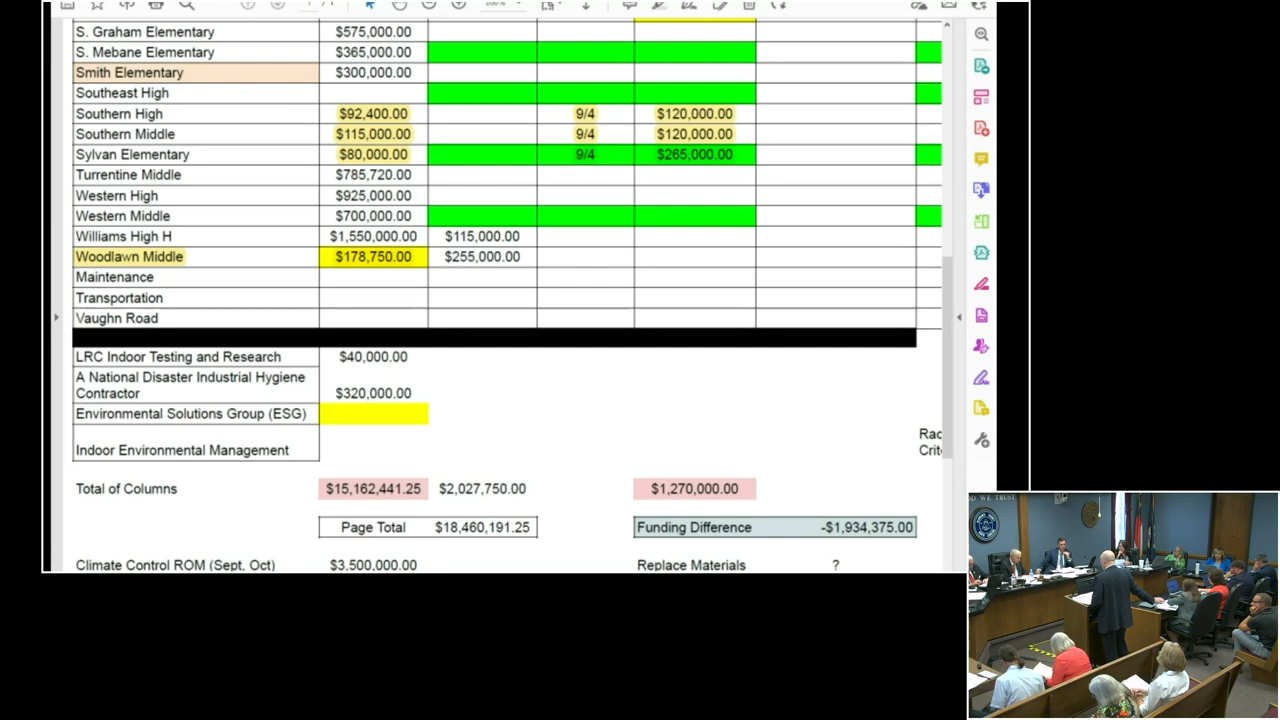 S. Graham Elementary $575,000.00
S. Mebane Elementary $365,000.00
Smith Elementary $300,000.00
Southeast High
Southern High $92,400.00 9/4 $120,000.00
Southern Middle $115,000.00 9/4 $120,000.00
Sylvan Elementary $80,000.00 9/4 $265,000.00
Turrentine Middle $785,720.00
Western High $925,000.00
Western Middle $700,000.00
Williams High H $1,550,000.00 $115,000.00
Woodlawn Middle $178,750.00 $255,000.00
Maintenance
Transportation
Vaughn Road
LRC Indoor Testing and Research $40,000.00
A National Disaster Industrial Hygiene
Contractor $320,000.00
Environmental Solutions Group (ESG)
Rac
Indoor Environmental Management Crite
Total of Columns $15,162,441.25 $2,027,750.00 $1,270,000.00
Page Total $18,460,191.25 Funding Difference -$1,934,375.00
Climate Control ROM (Sept, Oct) $3,500,000.00 Replace Materials ?
D WE TRUST